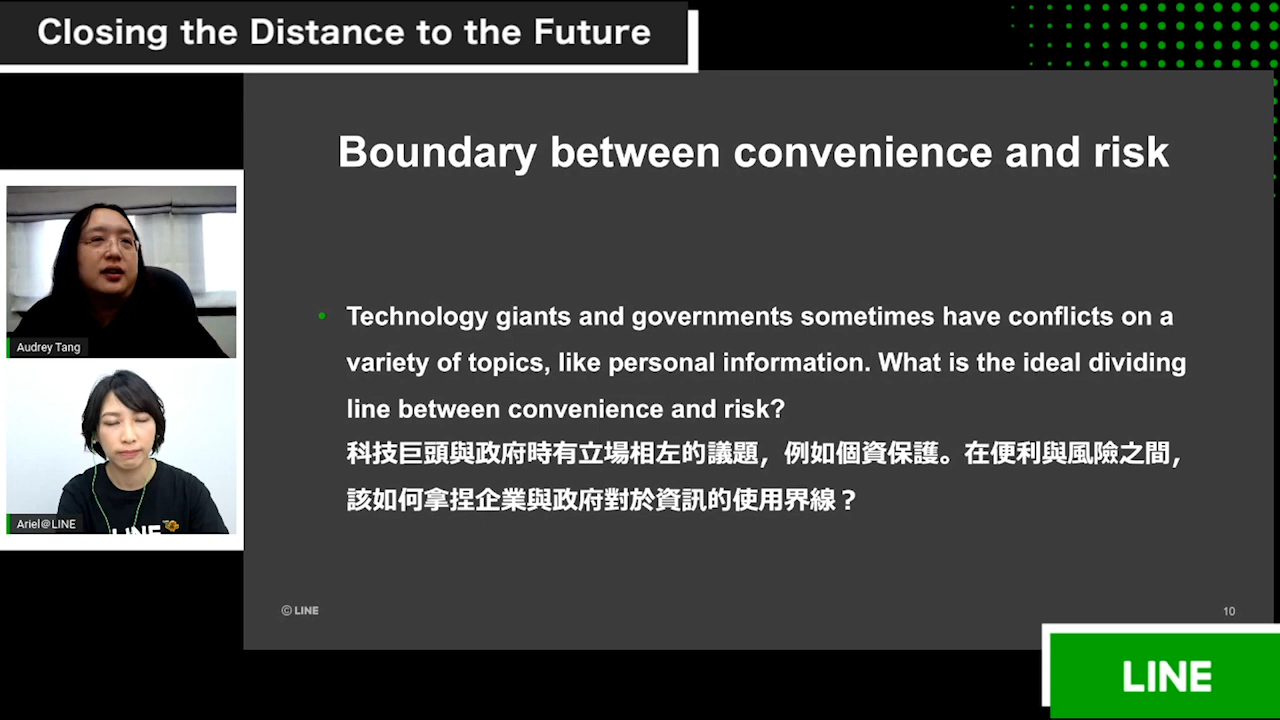 Closing the Distance to the Future
Boundary between convenience and risk
• Technology giants and governments sometimes have conflicts on a
variety of topics, like personal information. What is the ideal dividing
line between convenience and risk?
科技巨頭與政府時有立場相左的議題，例如個資保護。在便利與風險之間，
該如何拿捏企業與政府對於資訊的使用界線？
Audrey Tang
LINE
Ariel@LINE
© LINE
10
LINE